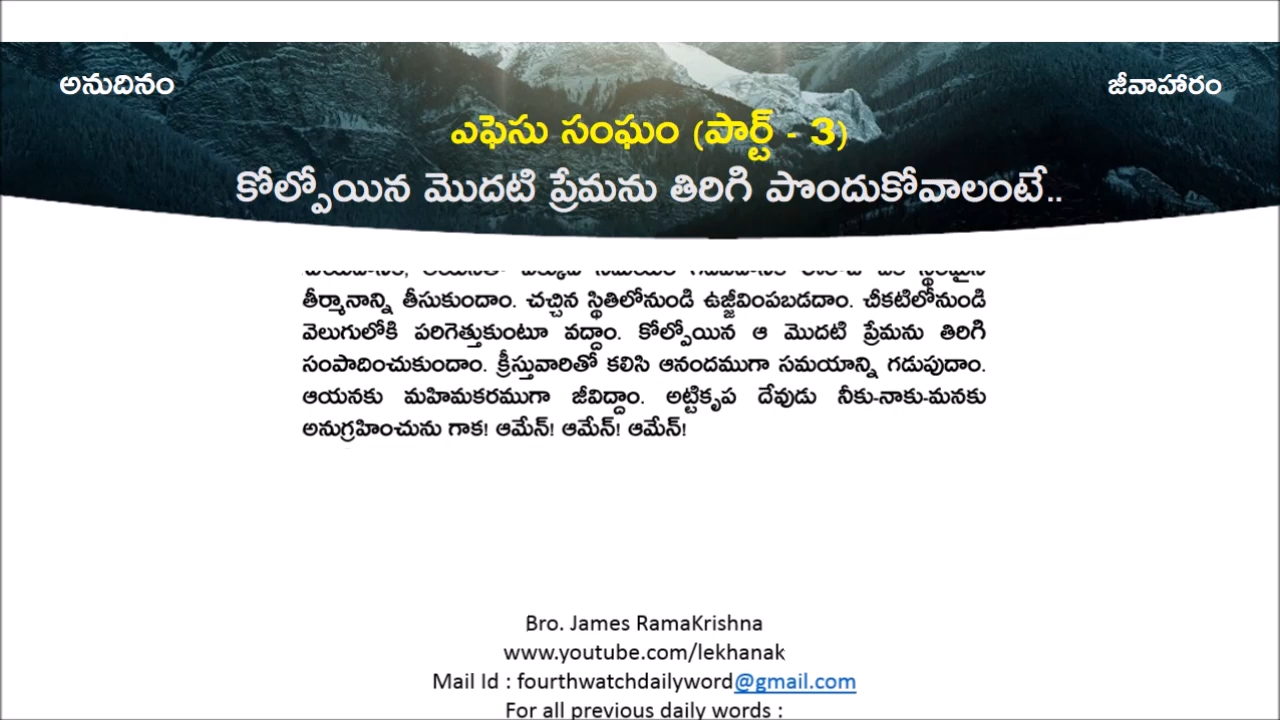 అనుదినం
జీవాహారం
ఎఫెసు సంఘం (పార్ట్ - 3)
కోల్పోయిన మొదటి ప్రేమను తిరిగి పొందుకోవాలంటే..
తీర్మానాన్ని తీసుకుందాం. చచ్చిన స్థితిలోనుండి ఉజ్జీవింపబడదాం. చీకటిలోనుండి
వెలుగులోకి పరిగెత్తుకుంటూ వద్దాం. కోల్పోయిన ఆ మొదటి ప్రేమను తిరిగి
సంపాదించుకుందాం. క్రీస్తువారితో కలిసి ఆనందముగా సమయాన్ని గడుపుదాం.
ఆయనకు మహిమకరముగా జీవిద్దాం. అట్టికృప దేవుడు నీకు-నాకు-మనకు
అనుగ్రహించును గాక! ఆమేన్! ఆమేన్! ఆమేన్!
Bro. James RamaKrishna
www.youtube.com/lekhanak
Mail Id : fourthwatchdailyword@gmail.com
For all previous daily words :